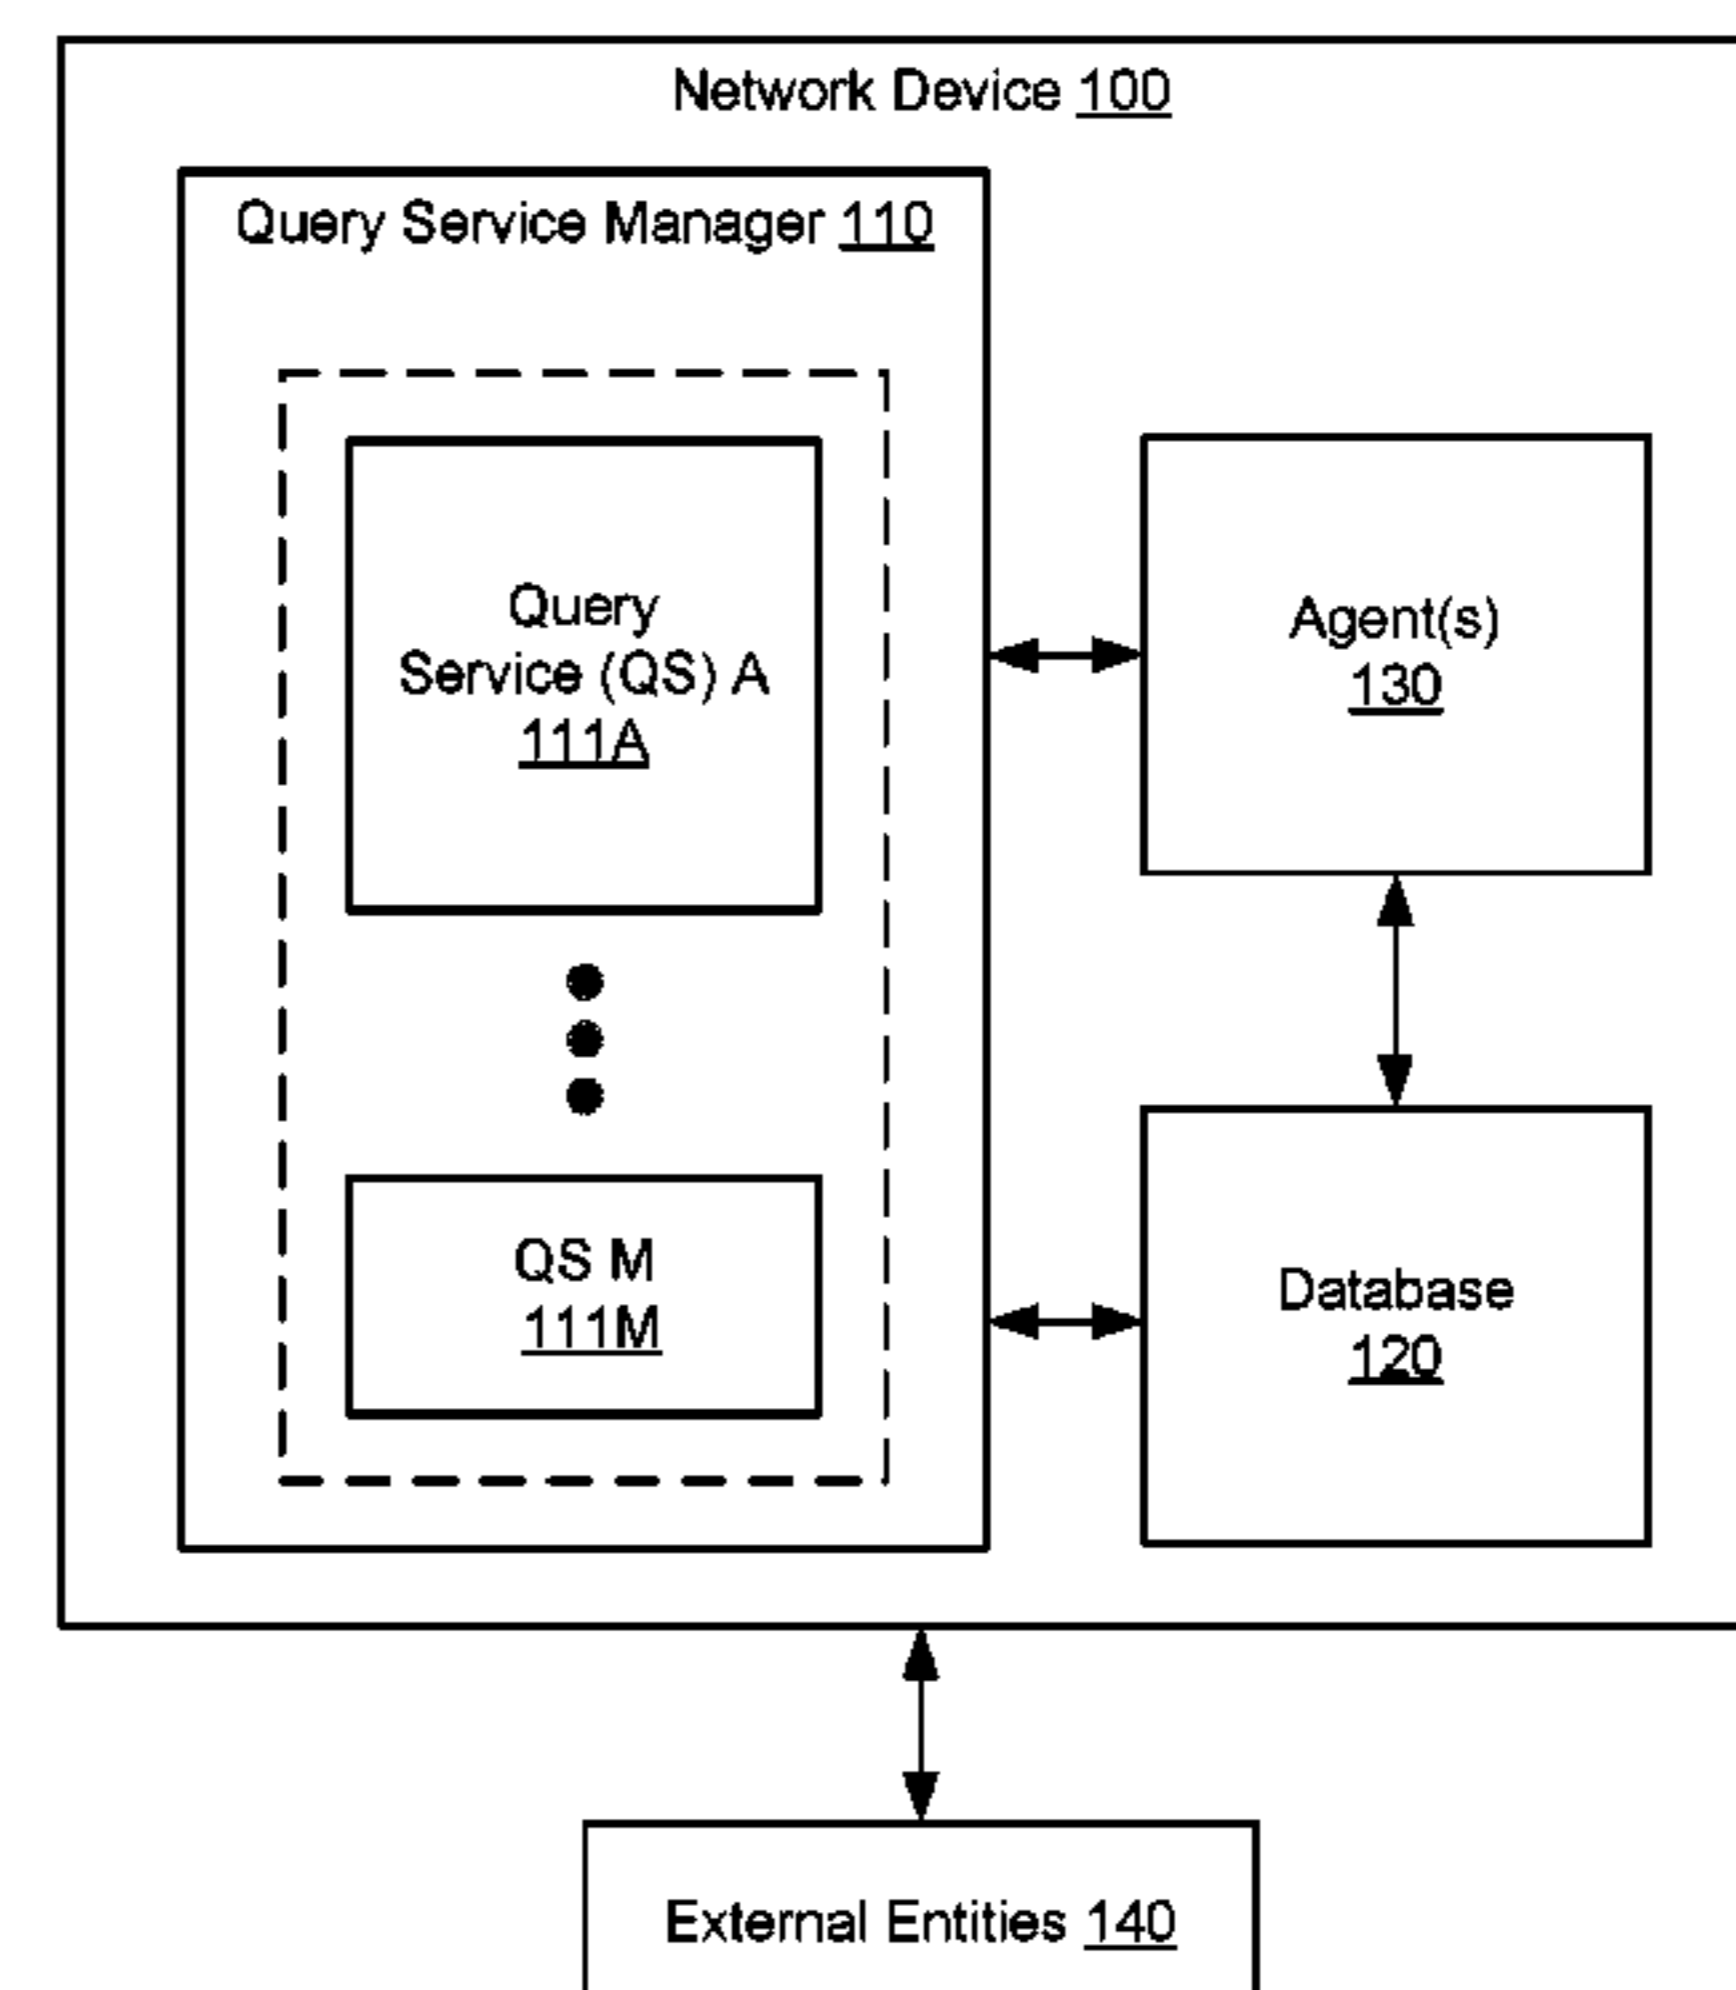 Network Device 100
Query Service Manager 110
Query
Service (QS) A
111A
QS M
111M
Agent(s)
130
Database
120
External Entities 140